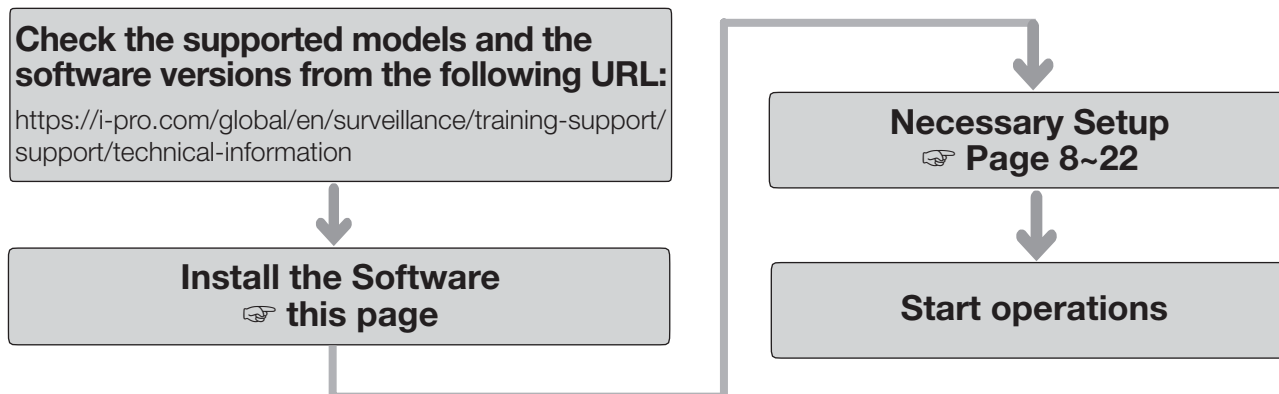 Check the supported models and the
software versions from the following URL:
https://i-pro.com/global/en/surveillance/training-support/
support/technical-information
Install the Software
☞ this page
Necessary Setup
☞ Page 8~22
Start operations